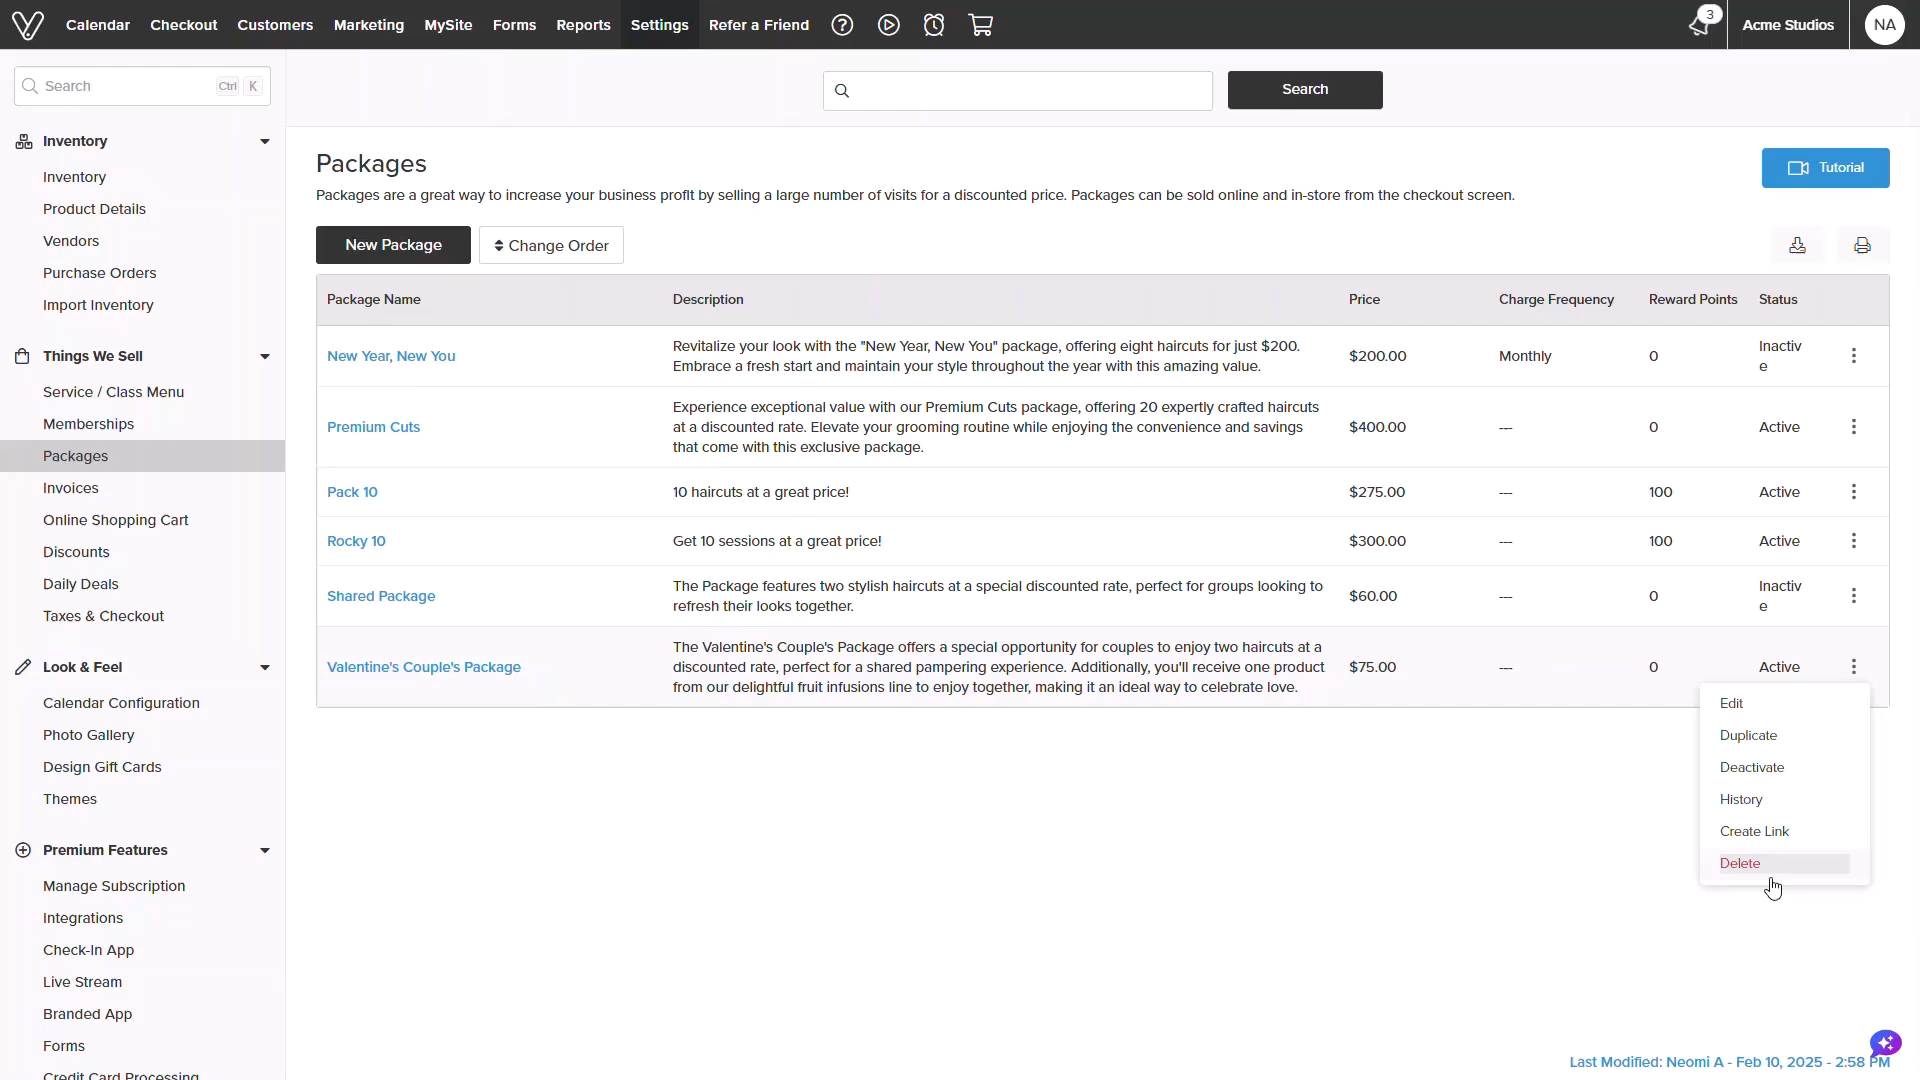 Calendar Checkout Customers Marketing MySite Forms Reports Settings Refer a Friend 3 Acme Studios NA
Search Ctrl K
Search
Inventory
Inventory
Product Details
Vendors
Purchase Orders
Import Inventory
Things We Sell
Service / Class Menu
Memberships
Packages
Invoices
Online Shopping Cart
Discounts
Daily Deals
Taxes & Checkout
Look & Feel
Calendar Configuration
Photo Gallery
Design Gift Cards
Themes
Premium Features
Manage Subscription
Integrations
Check-In App
Live Stream
Branded App
Forms
Credit Card Processing
Packages
Tutorial
Packages are a great way to increase your business profit by selling a large number of visits for a discounted price. Packages can be sold online and in-store from the checkout screen.
New Package Change Order
Package Name Description Price Charge Frequency Reward Points Status
New Year, New You
Revitalize your look with the "New Year, New You" package, offering eight haircuts for just $200.
Embrace a fresh start and maintain your style throughout the year with this amazing value.
$200.00 Monthly 0
Inactiv
e
Premium Cuts
Experience exceptional value with our Premium Cuts package, offering 20 expertly crafted haircuts
at a discounted rate. Elevate your grooming routine while enjoying the convenience and savings
that come with this exclusive package.
$400.00 --- 0 Active
Pack 10 10 haircuts at a great price! $275.00 --- 100 Active
Rocky 10 Get 10 sessions at a great price! $300.00 --- 100 Active
Shared Package
The Package features two stylish haircuts at a special discounted rate, perfect for groups looking to
refresh their looks together.
$60.00 --- 0
Inactiv
e
Valentine's Couple's Package
The Valentine's Couple's Package offers a special opportunity for couples to enjoy two haircuts at a
discounted rate, perfect for a shared pampering experience. Additionally, you'll receive one product
from our delightful fruit infusions line to enjoy together, making it an ideal way to celebrate love.
$75.00 --- 0 Active
Edit
Duplicate
Deactivate
History
Create Link
Delete
Last Modified: Neomi A - Feb 10, 2025 - 2:58 PM